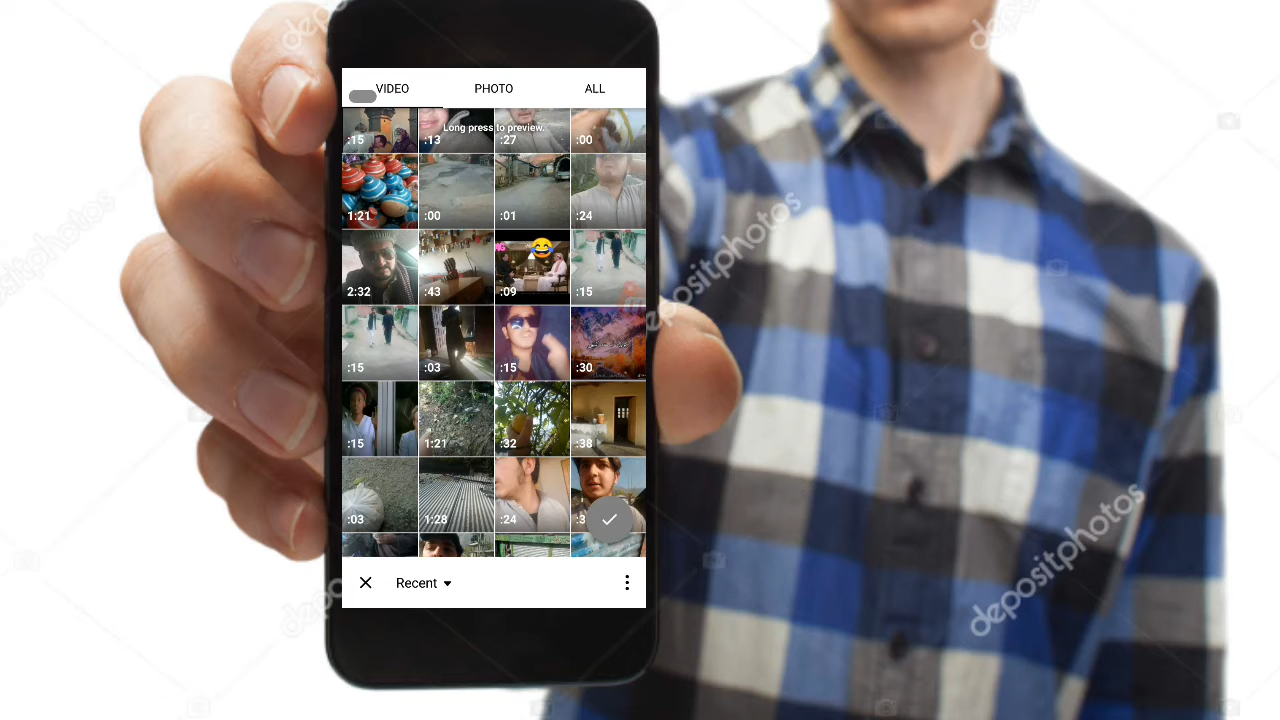 VIDEO PHOTO ALL
Long press to preview.
:15 :13 :27 :00
1:21 :00 :01 :24
2:32 :43 :09 :15
:15 :03 :15 :30
:15 1:21 :32 :38
:03 1:28 :24 :3
Recent
depositphotos
depositphotos